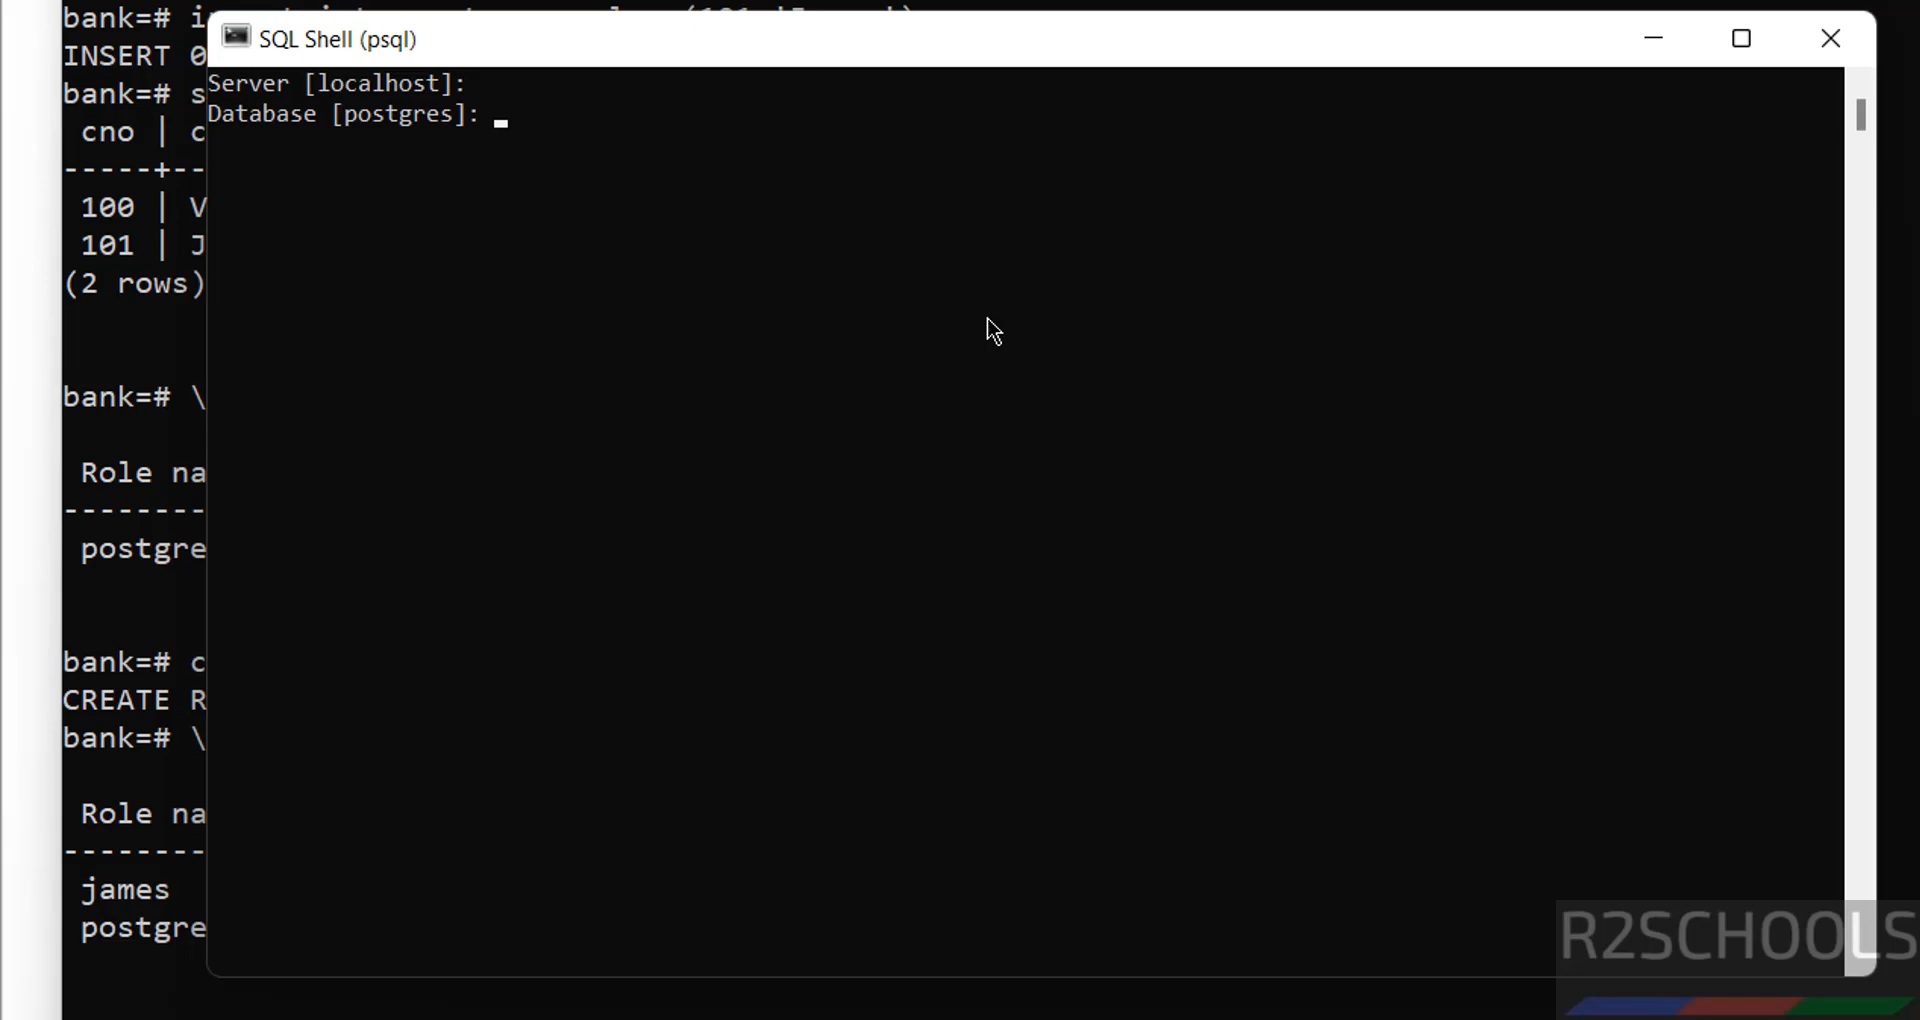 bank=# i
INSERT 0
bank=# s
cno | c
-----+--
100 | V
101 | J
(2 rows)
bank=# \
Role na
--------
postgre
bank=# c
CREATE R
bank=# \
Role na
--------
james
postgre
SQL Shell (psql)
Server [localhost]:
Database [postgres]:
R2SCHOOLS